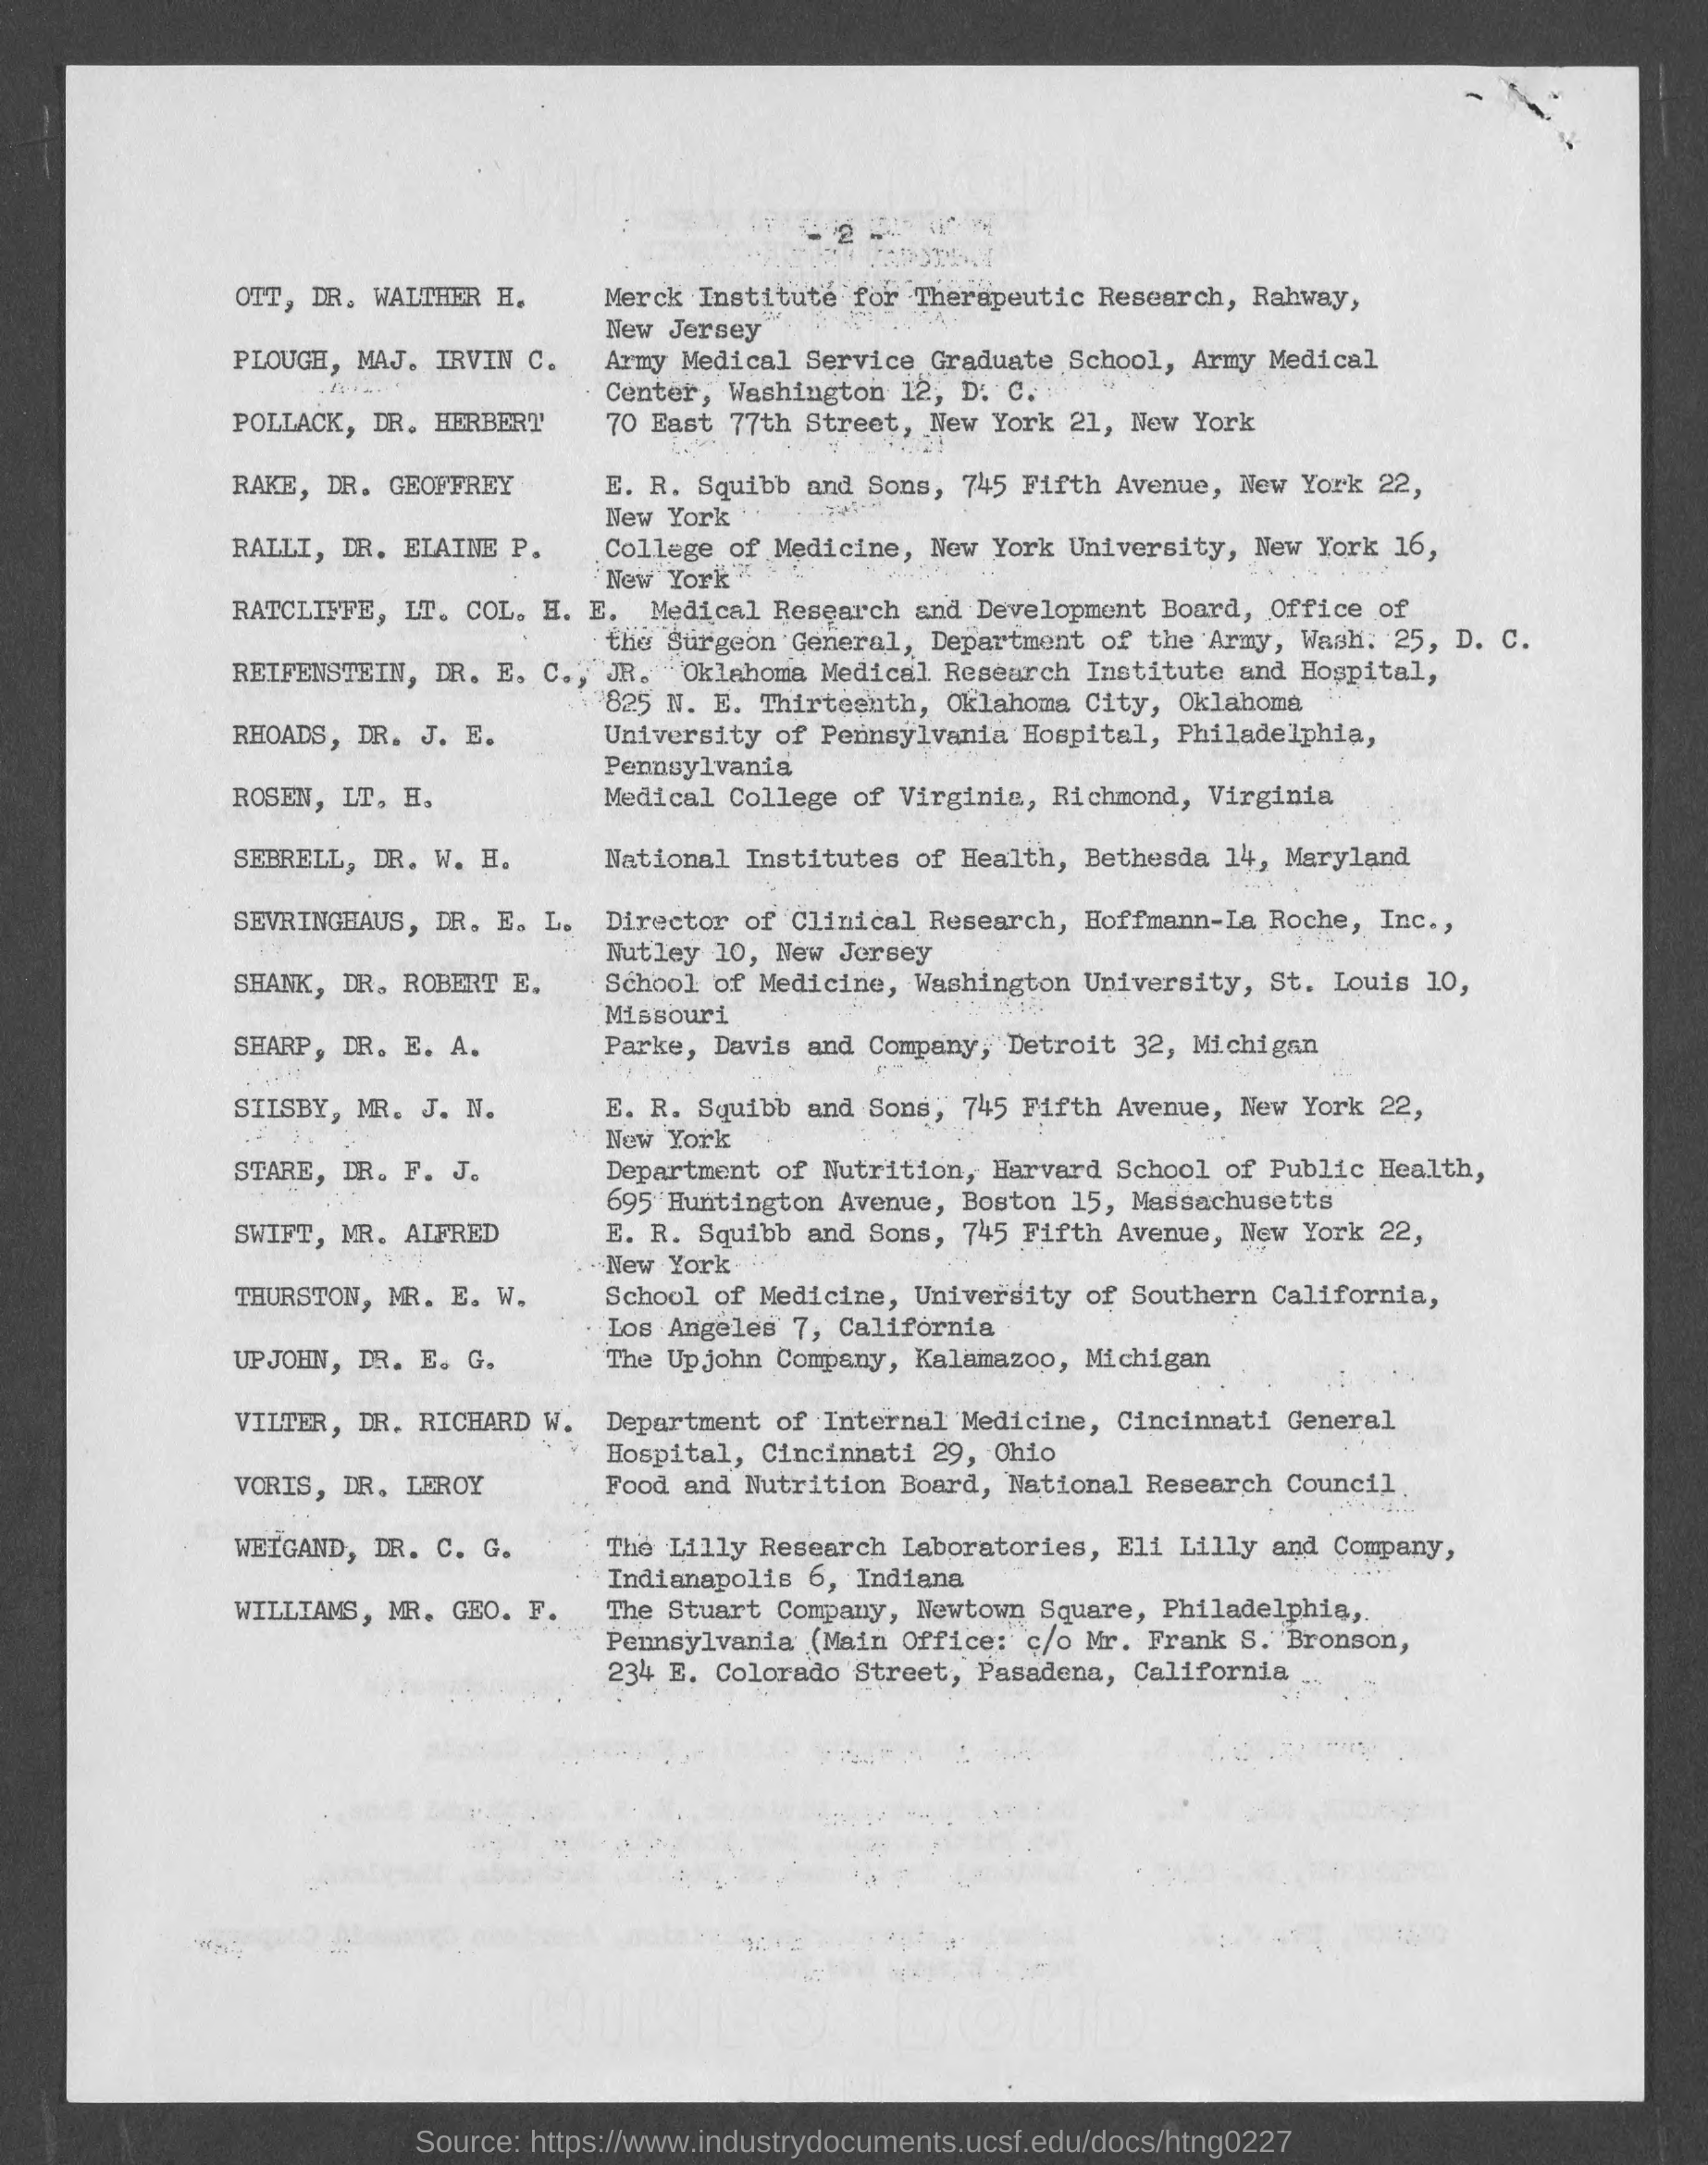 - 2 -
OTT, DR. WALTHER H. Merck Institute for Therapeutic Research, Rahway,
New Jersey
PLOUGH, MAJ. IRVIN C. Army Medical Service Graduate School, Army Medical
Center, Washington 12, D. C.
POLLACK, DR. HERBERT 70 East 77th Street, New York 21, New York
RAKE, DR. GEOFFREY E. R. Squibb and Sons, 745 Fifth Avenue, New York 22,
New York
RALLI, DR. ELAINE P. College of Medicine, New York University, New York 16,
New York
RATCLIFFE, LT. COL. H. E. Medical Research and Development Board, Office of
the Surgeon General, Department of the Army, Wash. 25, D. C.
REIFENSTEIN, DR. E. C., JR. Oklahoma Medical Research Institute and Hospital,
825 N. E. Thirteenth, Oklahoma City, Oklahoma
RHOADS, DR. J. E. University of Pennsylvania Hospital, Philadelphia,
Pennsylvania
ROSEN, LT. H. Medical College of Virginia, Richmond, Virginia
SEBRELL, DR. W. H. National Institutes of Health, Bethesda 14, Maryland
SEVRINGHAUS, DR. E. L. Director of Clinical Research, Hoffmann-La Roche, Inc.,
Nutley 10, New Jersey
SHANK, DR. ROBERT E. School of Medicine, Washington University, St. Louis 10,
Missouri
SHARP, DR. E. A. Parke, Davis and Company, Detroit 32, Michigan
SILSBY, MR. J. N. E. R. Squibb and Sons, 745 Fifth Avenue, New York 22,
New York
STARE, DR. F. J. Department of Nutrition, Harvard School of Public Health,
695 Huntington Avenue, Boston 15, Massachusetts
SWIFT, MR. ALFRED E. R. Squibb and Sons, 745 Fifth Avenue, New York 22,
New York
THURSTON, MR. E. W. School of Medicine, University of Southern California,
Los Angeles 7, California
UPJOHN, DR. E. G. The Upjohn Company, Kalamazoo, Michigan
VILTER, DR. RICHARD W. Department of Internal Medicine, Cincinnati General
Hospital, Cincinnati 29, Ohio
VORIS, DR. LEROY Food and Nutrition Board, National Research Council
WEIGAND, DR. C. G. The Lilly Research Laboratories, Eli Lilly and Company,
Indianapolis 6, Indiana
WILLIAMS, MR. GEO. F. The Stuart Company, Newtown Square, Philadelphia,
Pennsylvania (Main Office: c/o Mr. Frank S. Bronson,
234 E. Colorado Street, Pasadena, California
Source: https://www.industrydocuments.ucsf.edu/docs/htng0227